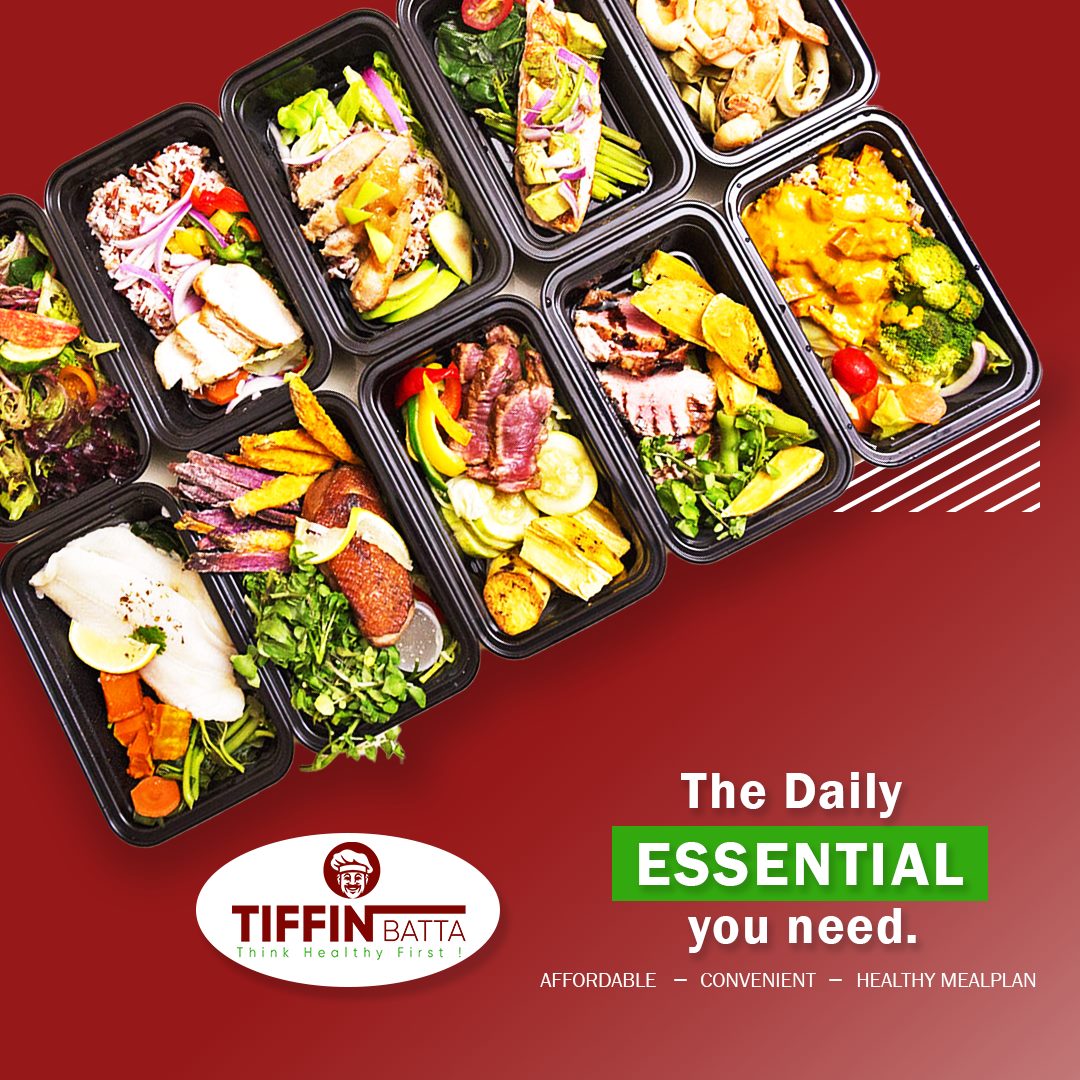 The Daily
ESSENTIAL
you need.
TIFFIN BATTA
Think Healthy First !
AFFORDABLE – CONVENIENT – HEALTHY MEALPLAN